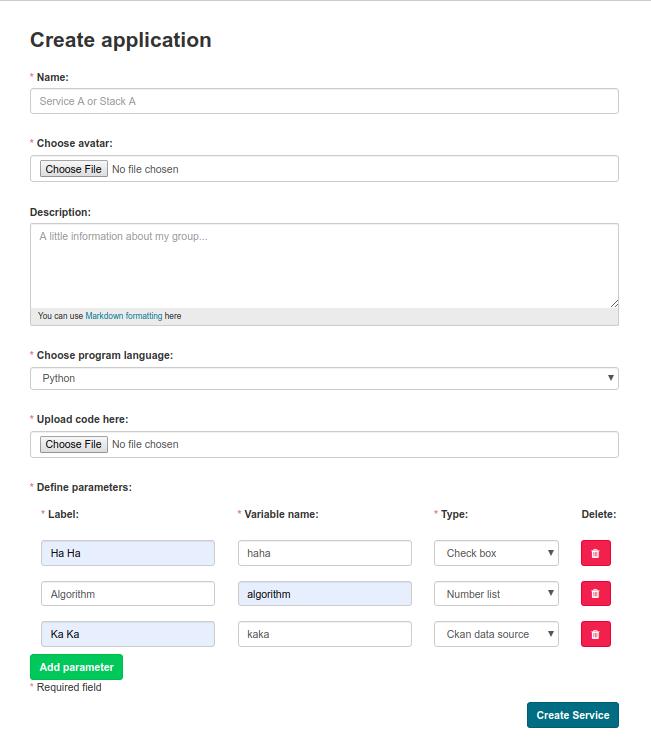 Create application
* Name:
Service A or Stack A
* Choose avatar:
Choose File No file chosen
Description:
A little information about my group...
You can use Markdown formatting here
* Choose program language:
Python
* Upload code here:
Choose File No file chosen
* Define parameters:
* Label: * Variable name: * Type: Delete:
Ha Ha haha Check box
Algorithm algorithm Number list
Ka Ka kaka Ckan data source
Add parameter
* Required field
Create Service